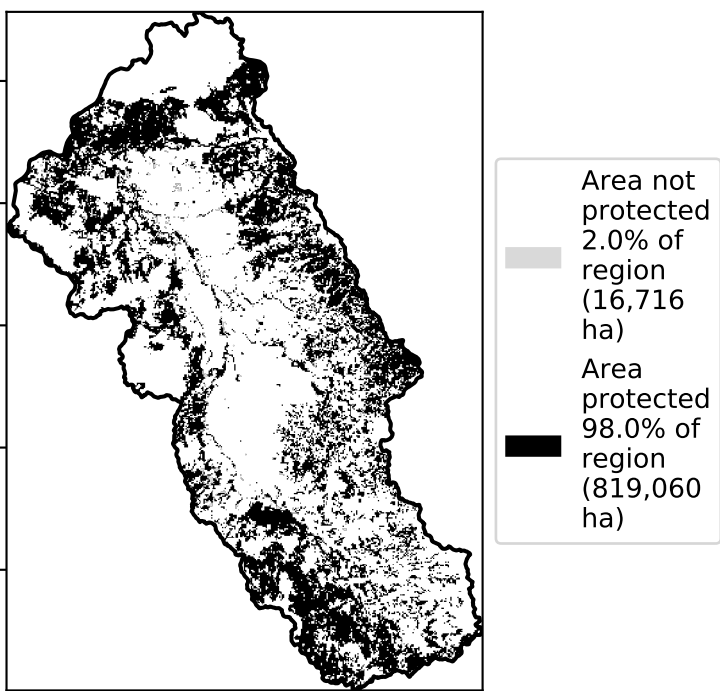 Area not
protected
2.0% of
region
(16,716
ha)
Area
protected
98.0% of
region
(819,060
ha)